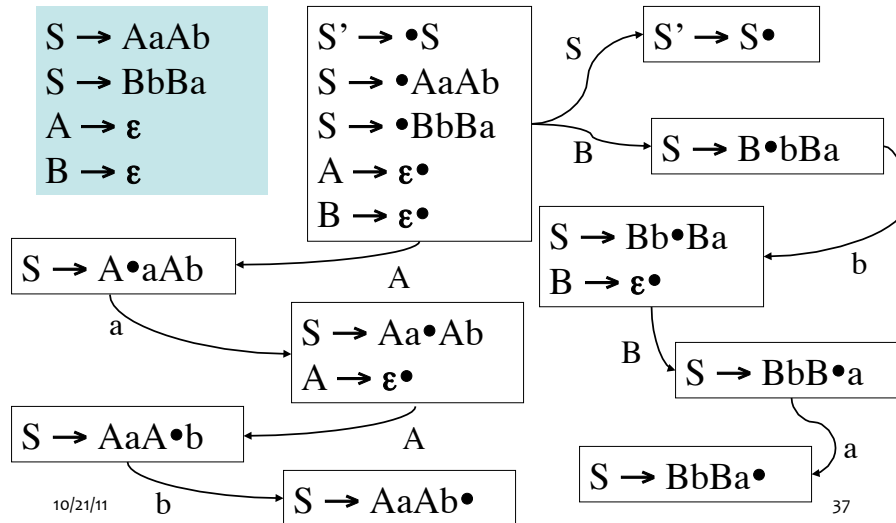 S → AaAb
S → BbBa
A → ε
B → ε
S’ → •S
S → •AaAb
S → •BbBa
A → ε•
B → ε•
S
S’ → S•
B
S → B•bBa
b
S → Bb•Ba
B → ε•
A
S → A•aAb
a
S → Aa•Ab
A → ε•
B
S → BbB•a
A
S → AaA•b
a
S → BbBa•
b
S → AaAb•
10/21/11
37